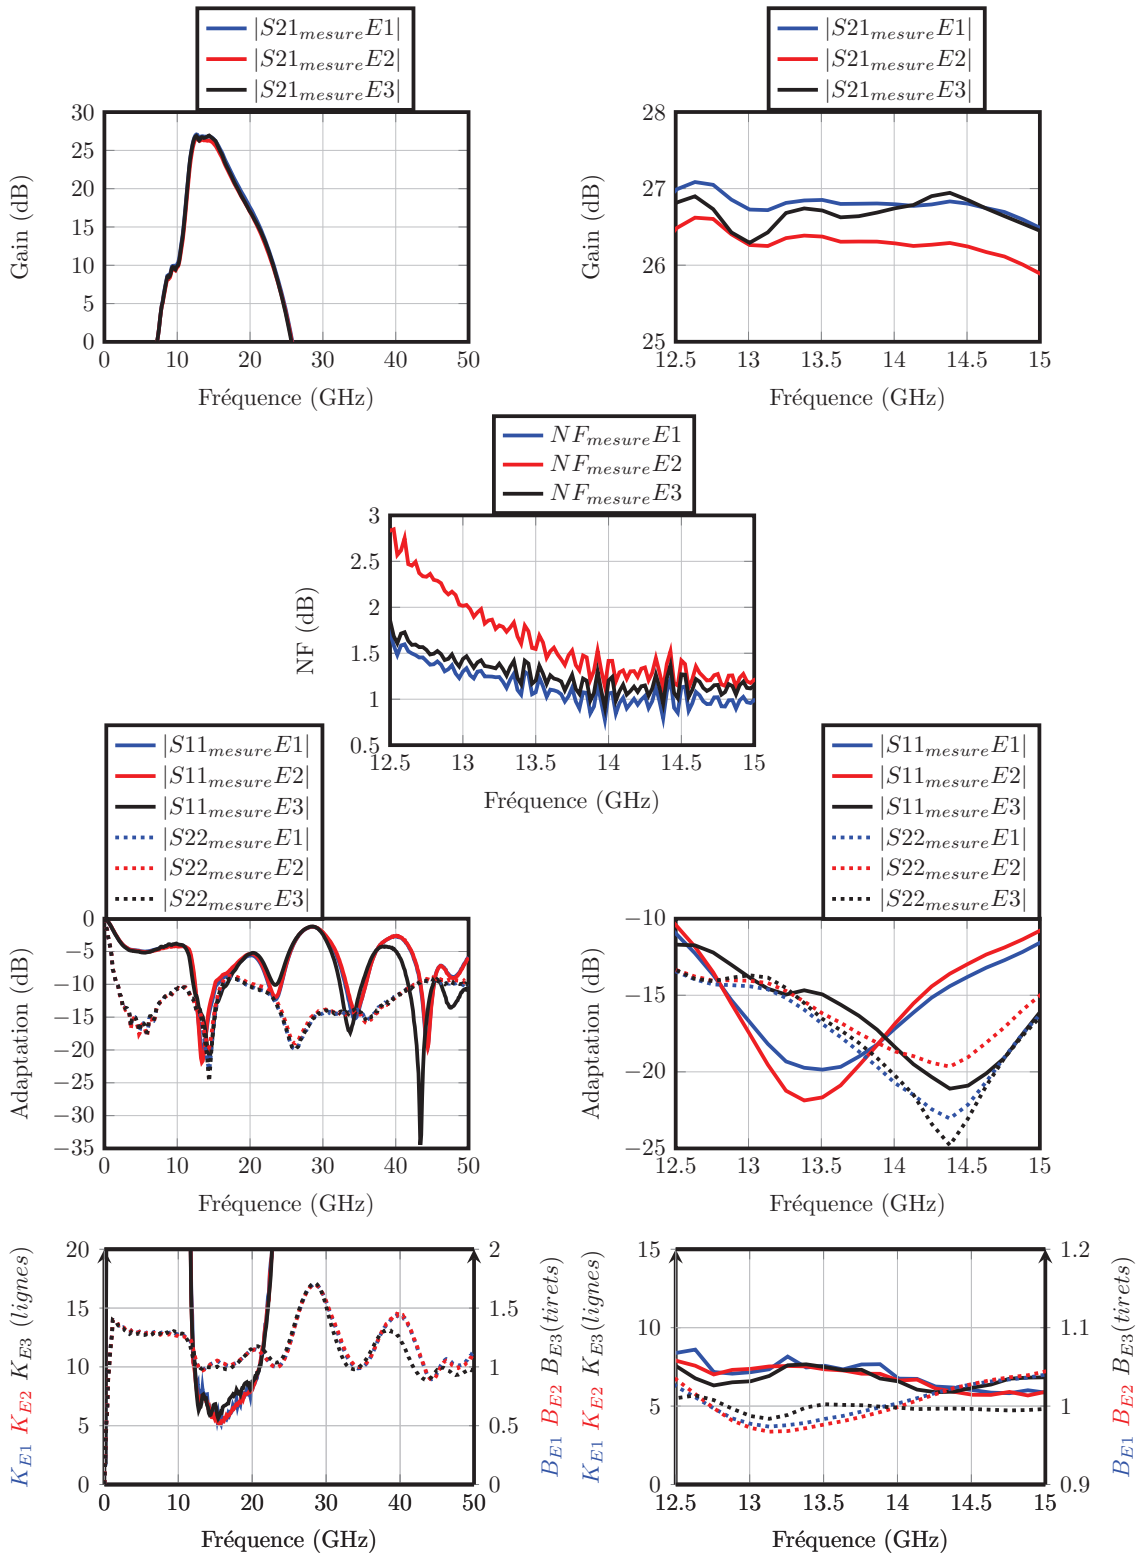 |S21mesureE1|
|S21mesureE2|
|S21mesureE3|
30
25
20
15
10
5
0
Gain (dB)
0 10 20 30 40 50
Fréquence (GHz)
|S21mesureE1|
|S21mesureE2|
|S21mesureE3|
28
27
26
25
Gain (dB)
12.5 13 13.5 14 14.5 15
Fréquence (GHz)
NFmesureE1
NFmesureE2
NFmesureE3
3
2.5
2
1.5
1
0.5
NF (dB)
12.5 13 13.5 14 14.5 15
Fréquence (GHz)
|S11mesureE1|
|S11mesureE2|
|S11mesureE3|
|S22mesureE1|
|S22mesureE2|
|S22mesureE3|
0
−5
−10
−15
−20
−25
−30
−35
Adaptation (dB)
0 10 20 30 40 50
Fréquence (GHz)
|S11mesureE1|
|S11mesureE2|
|S11mesureE3|
|S22mesureE1|
|S22mesureE2|
|S22mesureE3|
−10
−15
−20
−25
Adaptation (dB)
12.5 13 13.5 14 14.5 15
Fréquence (GHz)
20
15
10
5
0
KE1 KE2 KE3 (lignes)
2
1.5
1
0.5
0
BE1 BE2 BE3(tirets)
0 10 20 30 40 50
Fréquence (GHz)
15
10
5
0
KE1 KE2 KE3 (lignes)
1.2
1.1
1
0.9
BE1 BE2 BE3(tirets)
12.5 13 13.5 14 14.5 15
Fréquence (GHz)